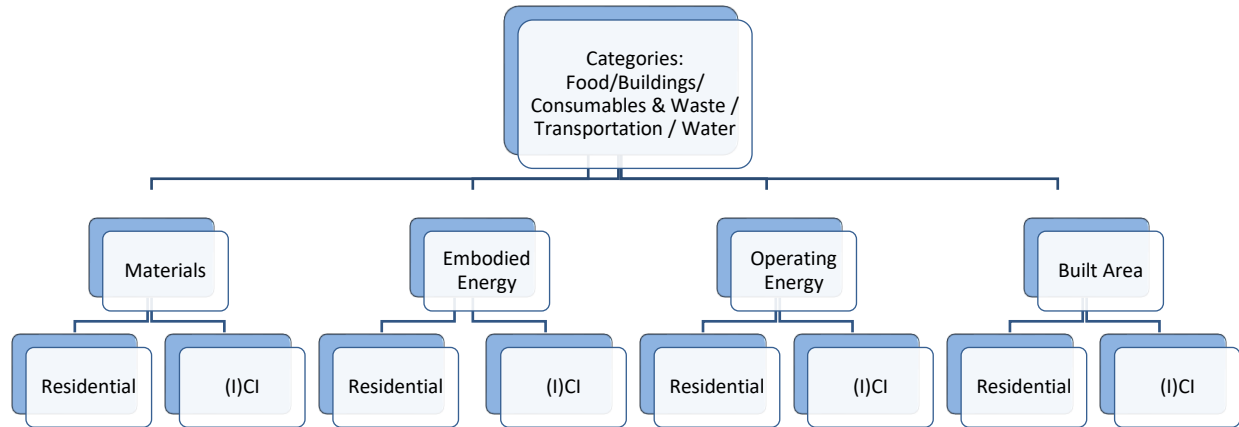 Categories:
Food/Buildings/
Consumables & Waste /
Transportation / Water
Materials
Embodied
Energy
Operating
Energy
Built Area
Residential
(I)CI
Residential
(I)CI
Residential
(I)CI
Residential
(I)CI